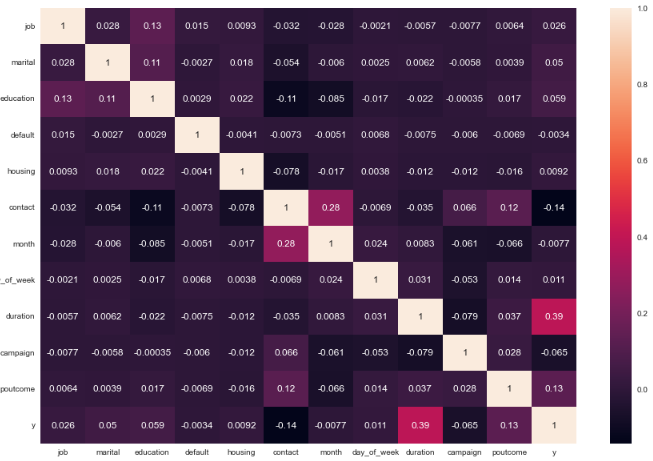 job 1 0.028 0.13 0.015 0.0093 -0.032 -0.028 -0.0021 -0.0057 -0.0077 0.0064 0.026
marital 0.028 1 0.11 -0.0027 0.018 -0.054 -0.006 0.0025 0.0062 -0.0058 0.0039 0.05
education 0.13 0.11 1 0.0029 0.022 -0.11 -0.085 -0.017 -0.022 -0.00035 0.017 0.059
default 0.015 -0.0027 0.0029 1 -0.0041 -0.0073 -0.0051 0.0068 -0.0075 -0.006 -0.0069 -0.0034
housing 0.0093 0.018 0.022 -0.0041 1 -0.078 -0.017 0.0038 -0.012 -0.012 -0.016 0.0092
contact -0.032 -0.054 -0.11 -0.0073 -0.078 1 0.28 -0.0069 -0.035 0.066 0.12 -0.14
month -0.028 -0.006 -0.085 -0.0051 -0.017 0.28 1 0.024 0.0083 -0.061 -0.066 -0.0077
y_of_week -0.0021 0.0025 -0.017 0.0068 0.0038 -0.0069 0.024 1 0.031 -0.053 0.014 0.011
duration -0.0057 0.0062 -0.022 -0.0075 -0.012 -0.035 0.0083 0.031 1 -0.079 0.037 0.39
campaign -0.0077 -0.0058 -0.00035 -0.006 -0.012 0.066 -0.061 -0.053 -0.079 1 0.028 -0.065
poutcome 0.0064 0.0039 0.017 -0.0069 -0.016 0.12 -0.066 0.014 0.037 0.028 1 0.13
y 0.026 0.05 0.059 -0.0034 0.0092 -0.14 -0.0077 0.011 0.39 -0.065 0.13 1
job marital education default housing contact month day_of_week duration campaign poutcome y
1.0
0.8
0.6
0.4
0.2
0.0